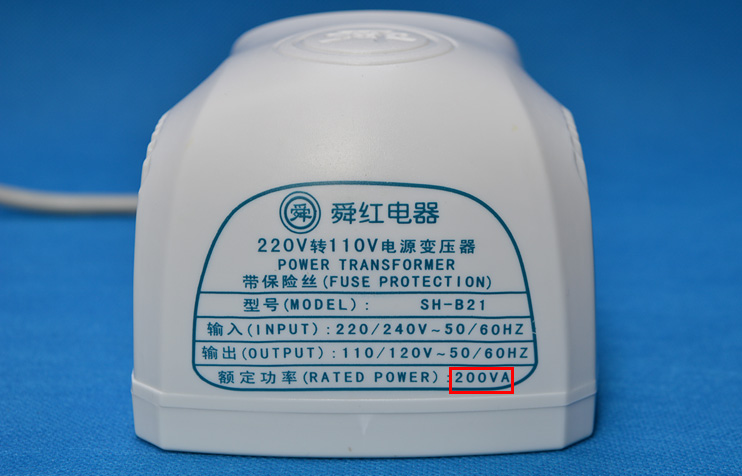 舜 舜红电器
220V转110V电源变压器
POWER TRANSFORMER
带保险丝(FUSE PROTECTION)
型号(MODEL): SH-B21
输入(INPUT):220/240V~50/60HZ
输出(OUTPUT):110/120V~50/60HZ
额定功率(RATED POWER):200VA